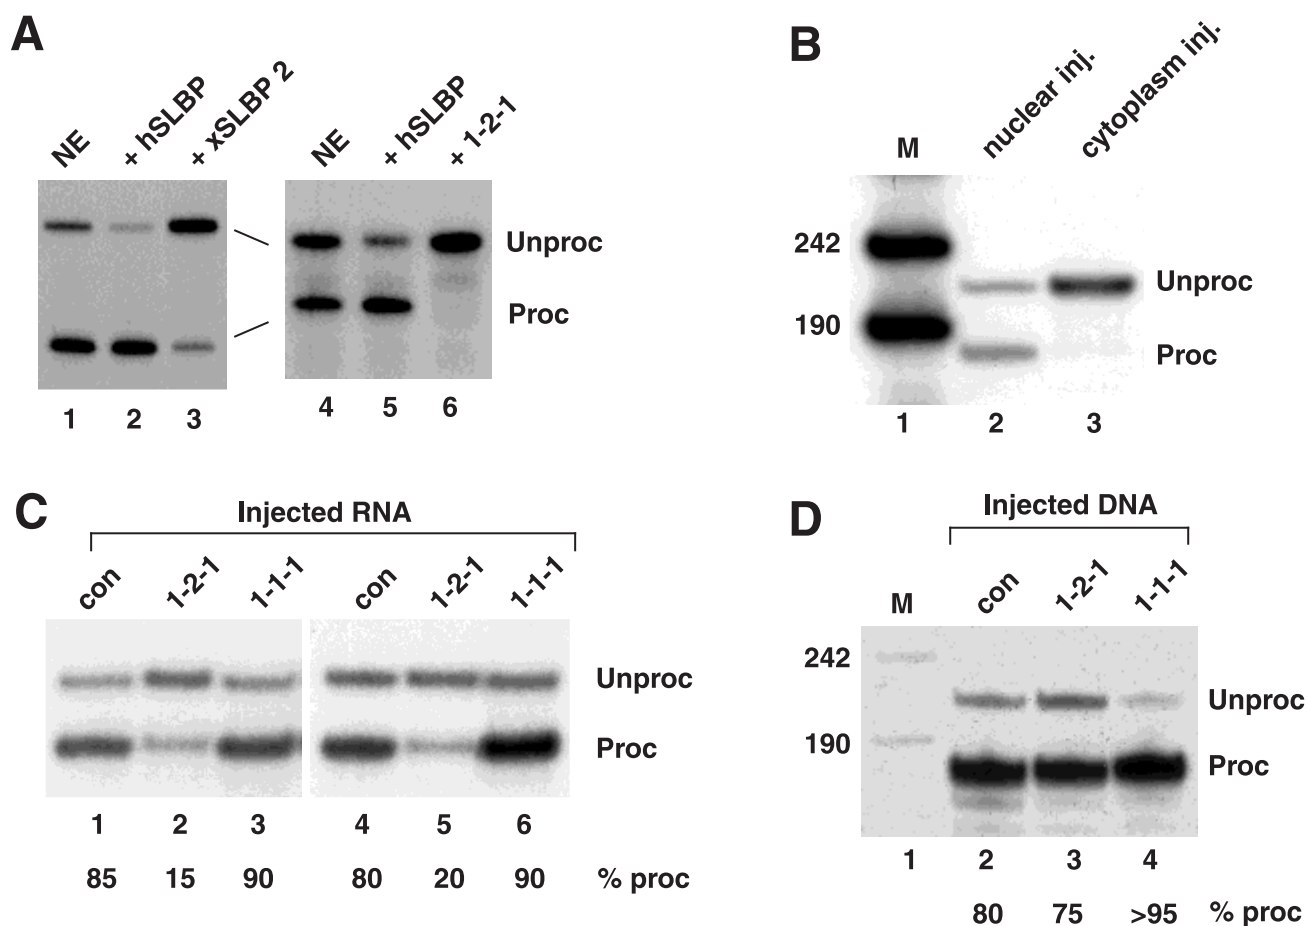 A
NE
+ hSLBP
+ xSLBP 2
NE
+ hSLBP
+ 1-2-1
Unproc
Proc
1 2 3 4 5 6
B
M
nuclear inj.
cytoplasm inj.
242
190
Unproc
Proc
1 2 3
C
Injected RNA
con
1-2-1
1-1-1
con
1-2-1
1-1-1
Unproc
Proc
1 2 3 4 5 6
85 15 90 80 20 90 % proc
D
Injected DNA
M
con
1-2-1
1-1-1
242
190
Unproc
Proc
1 2 3 4
80 75 >95 % proc